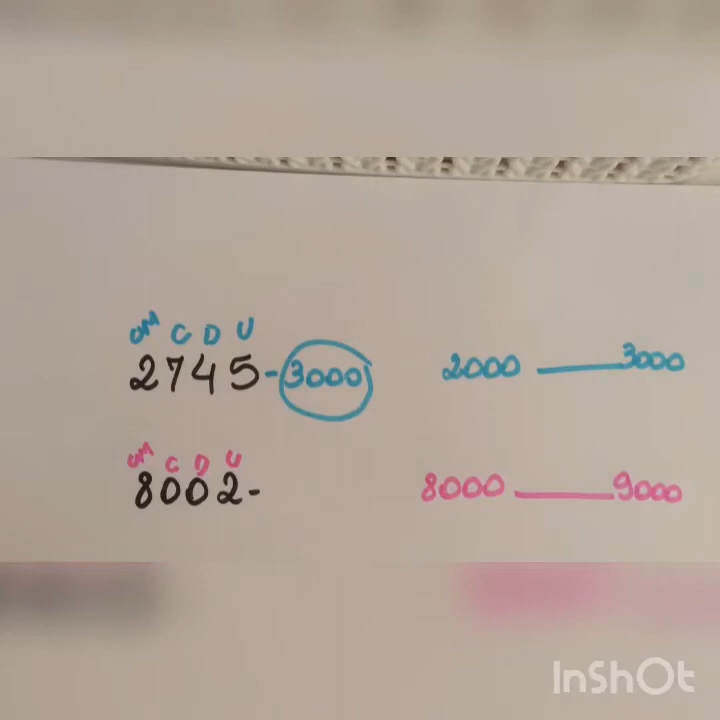 UM C D U
2745-3000 2000 ——— 3000
UM C D U
8002- 8000 ——— 9000
InShOt